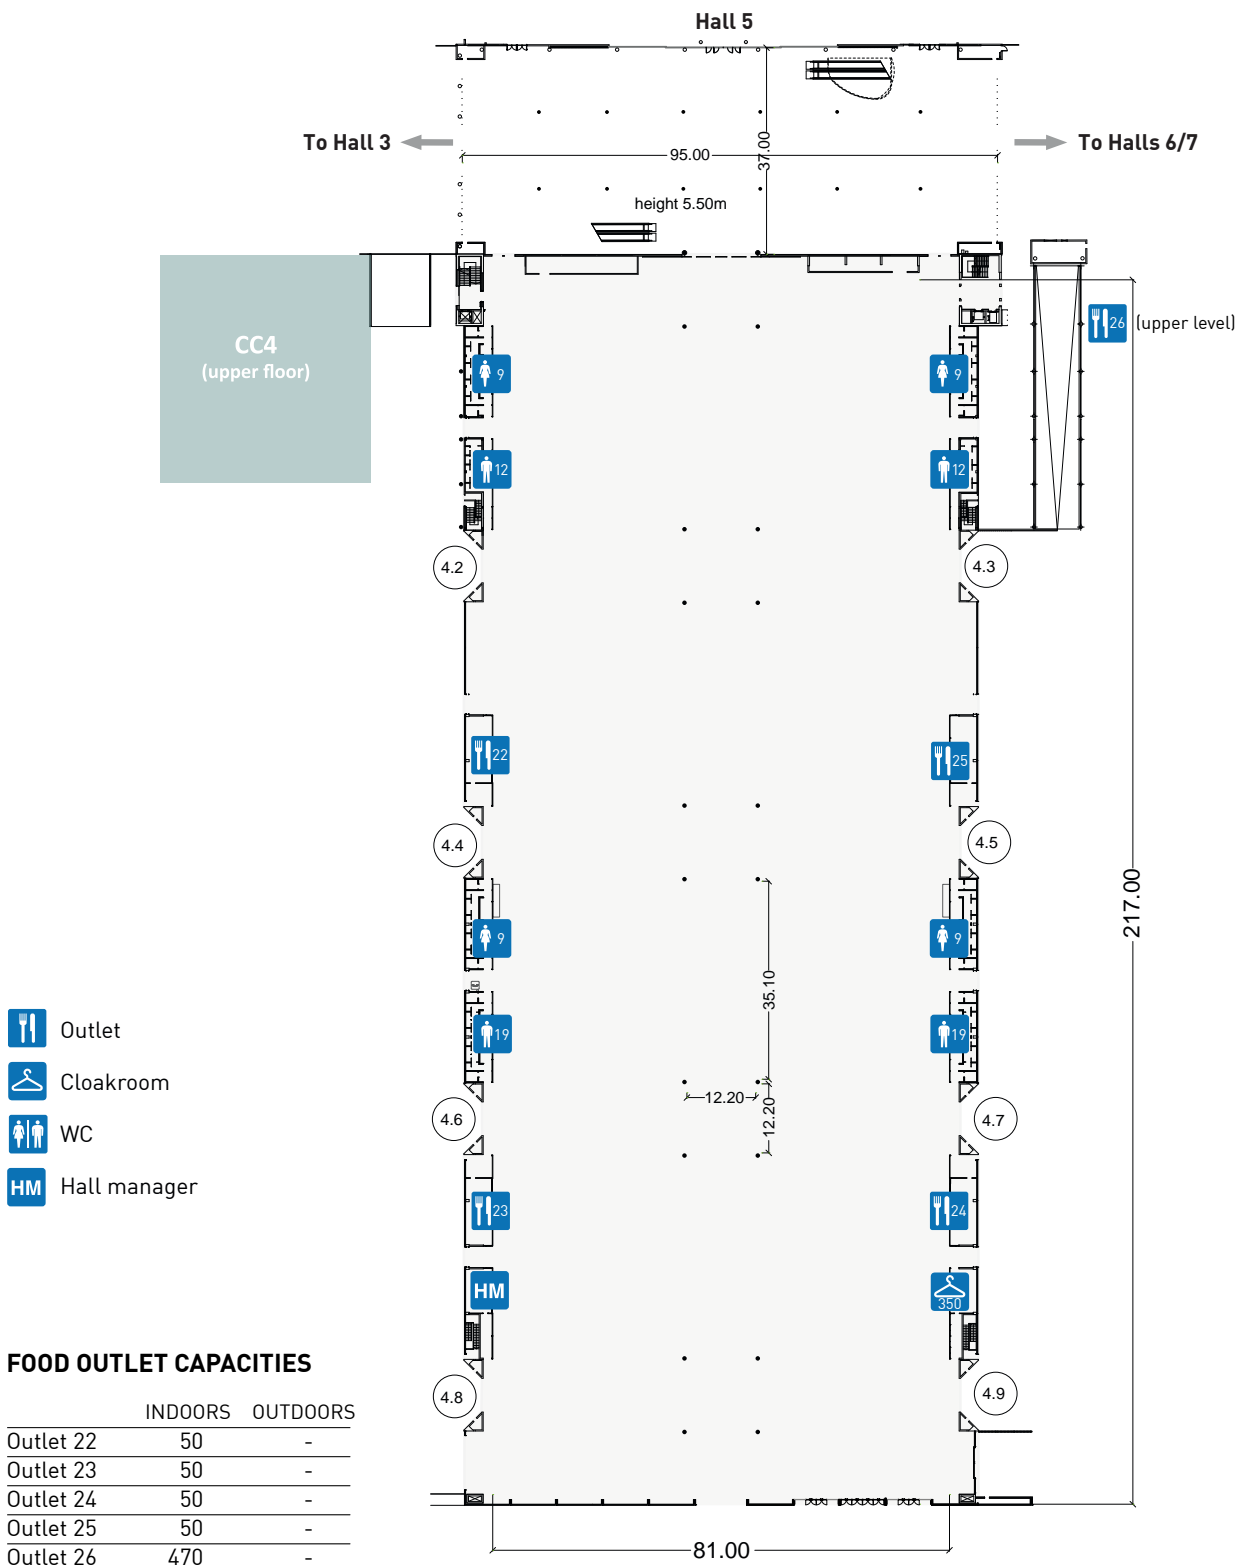 Hall 5
To Hall 3
To Halls 6/7
95.00
37.00
height 5.50m
CC4
(upper floor)
26 (upper level)
9
9
12
12
4.2
4.3
22
25
4.4
4.5
217.00
9
9
35.10
19
19
Outlet
Cloakroom
WC
HM Hall manager
12.20
12.20
4.6
4.7
23
24
HM
350
4.8
4.9
FOOD OUTLET CAPACITIES
INDOORS OUTDOORS
Outlet 22 50 -
Outlet 23 50 -
Outlet 24 50 -
Outlet 25 50 -
Outlet 26 470 -
81.00